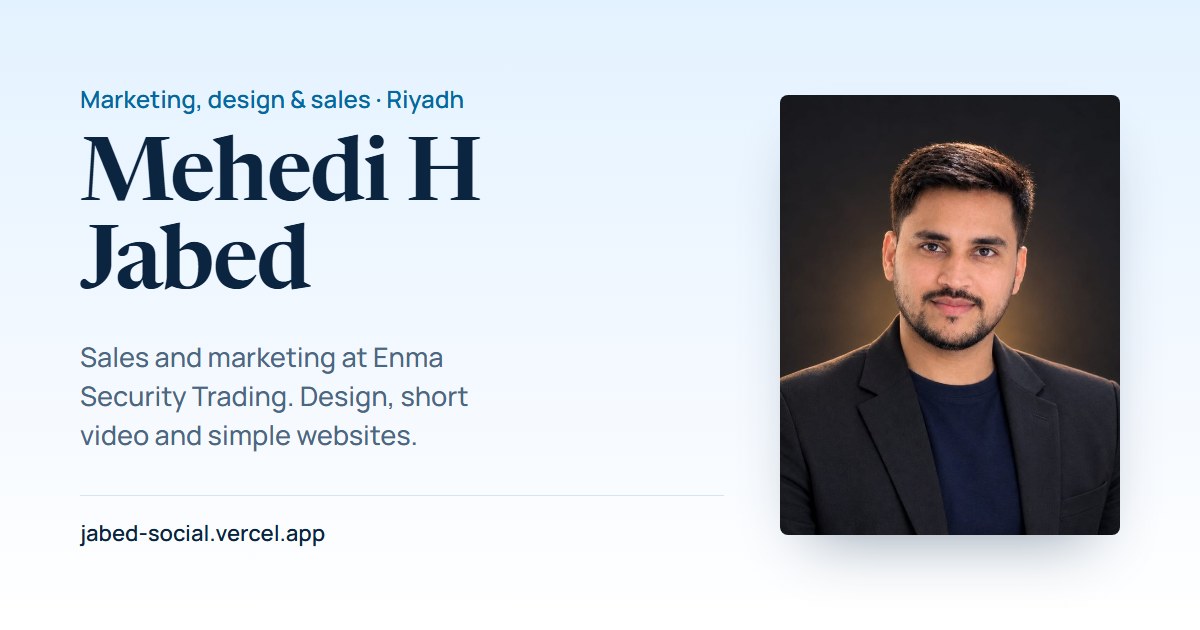 Marketing, design & sales · Riyadh
Mehedi H
Jabed
Sales and marketing at Enma
Security Trading. Design, short
video and simple websites.
jabed-social.vercel.app